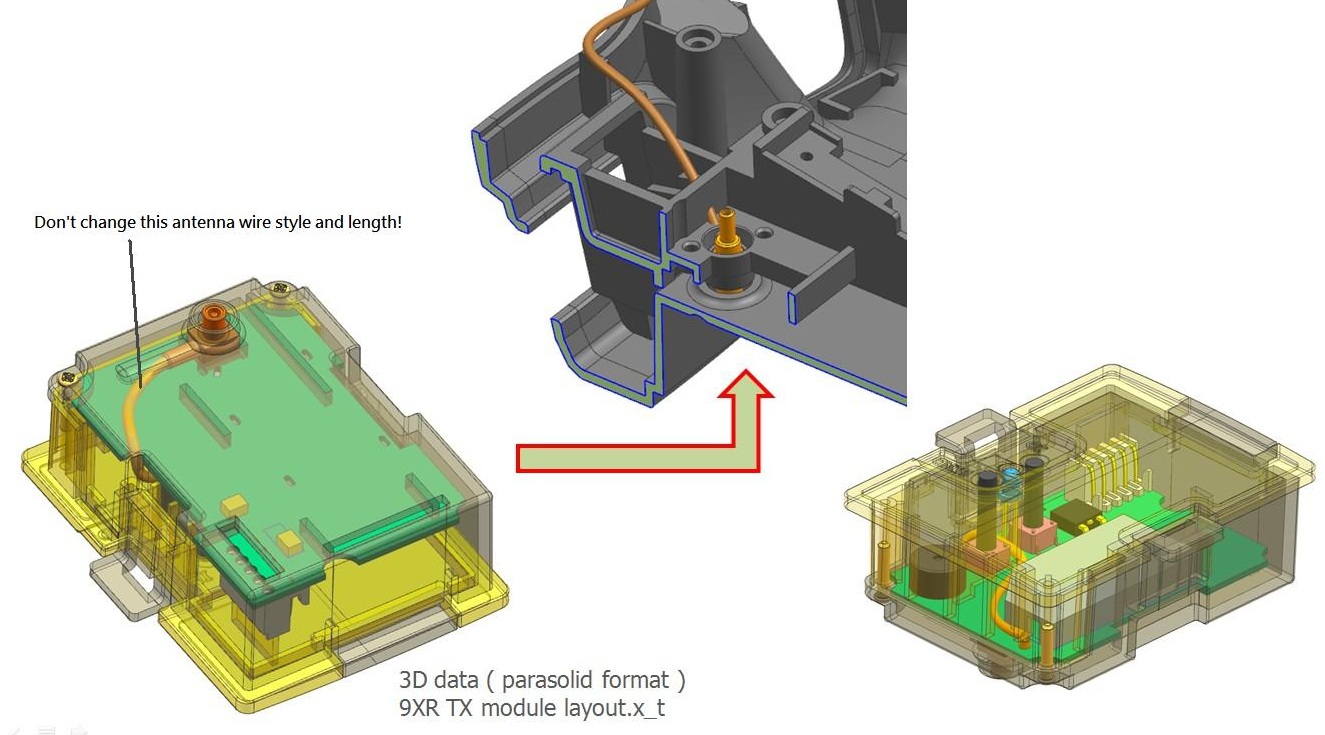 Don't change this antenna wire style and length!
3D data ( parasolid format )
9XR TX module layout.x_t